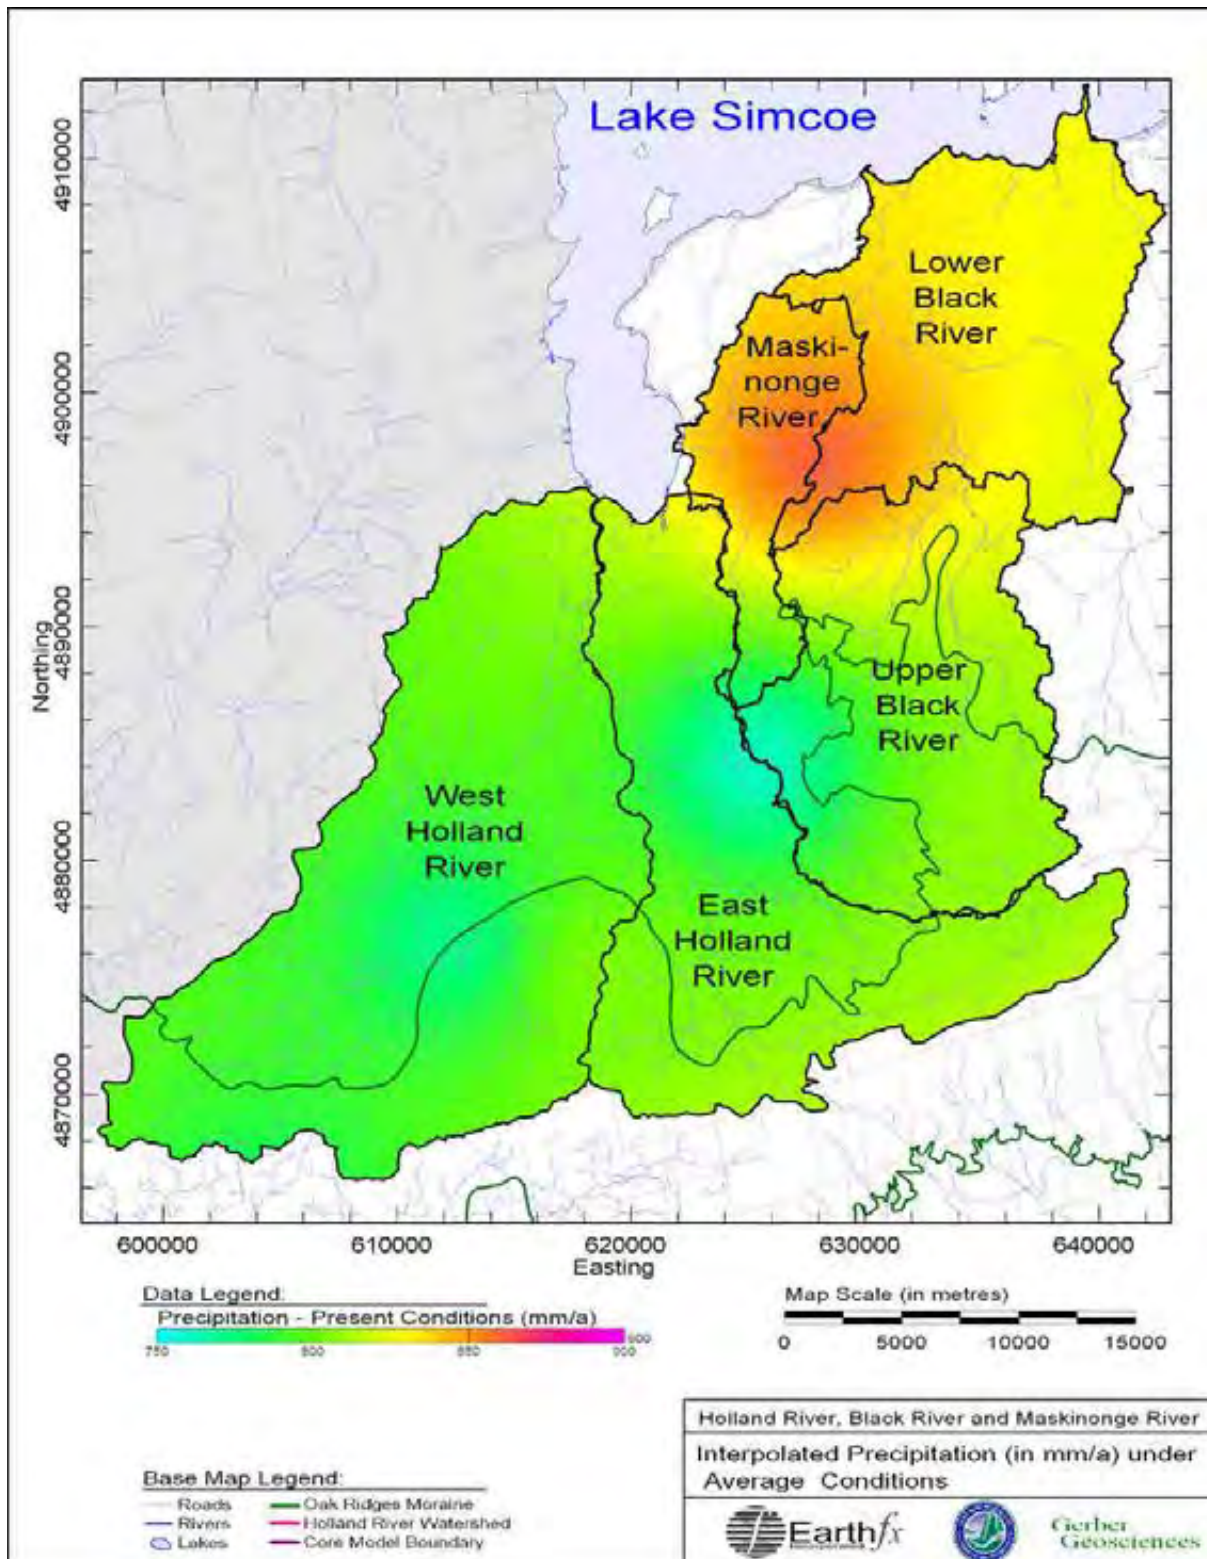 Lake Simcoe
Lower
Black
River
Maski-
nonge
River
Upper
Black
River
West
Holland
River
East
Holland
River
4910000
4900000
4890000
4880000
4870000
Northing
600000
610000
620000
630000
640000
Easting
Data Legend:
Precipitation - Present Conditions (mm/a)
750
800
850
900
Map Scale (in metres)
0
5000
10000
15000
Holland River, Black River and Maskinonge River
Interpolated Precipitation (in mm/a) under
Average Conditions
Base Map Legend:
Roads
Rivers
Lakes
Oak Ridges Moraine
Holland River Watershed
Core Model Boundary
Earthfx
Gerber
Geosciences